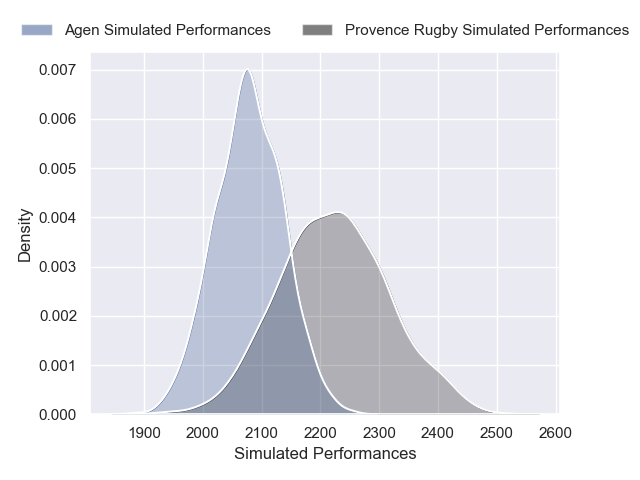 Agen Simulated Performances Provence Rugby Simulated Performances
0.007
0.006
0.005
0.004
0.003
0.002
0.001
0.000
Density
1900 2000 2100 2200 2300 2400 2500 2600
Simulated Performances